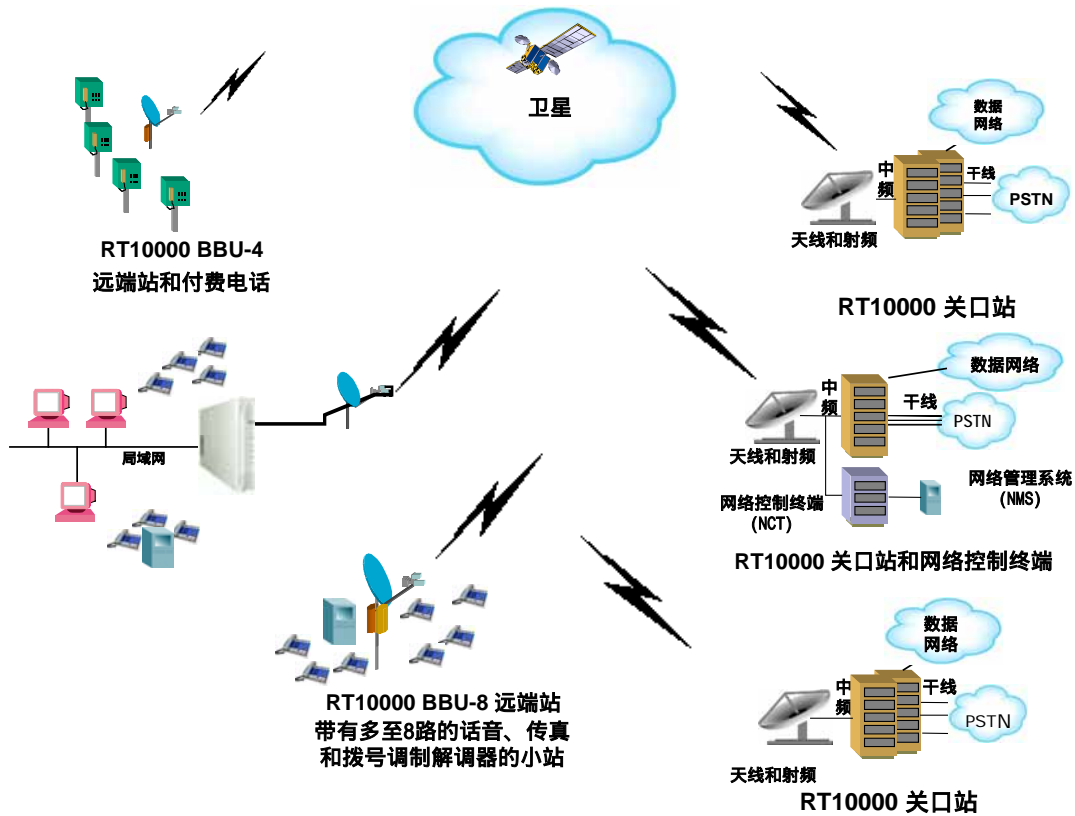 卫星
RT10000 BBU-4
远端站和付费电话
数据
网络
中
频
干线
PSTN
天线和射频
RT10000 关口站
局域网
数据网络
中
频
干线
PSTN
天线和射频
网络控制终端
(NCT)
网络管理系统
(NMS)
RT10000 关口站和网络控制终端
RT10000 BBU-8 远端站
带有多至8路的话音、传真
和拨号调制解调器的小站
数据
网络
中
频
干线
PSTN
天线和射频
RT10000 关口站